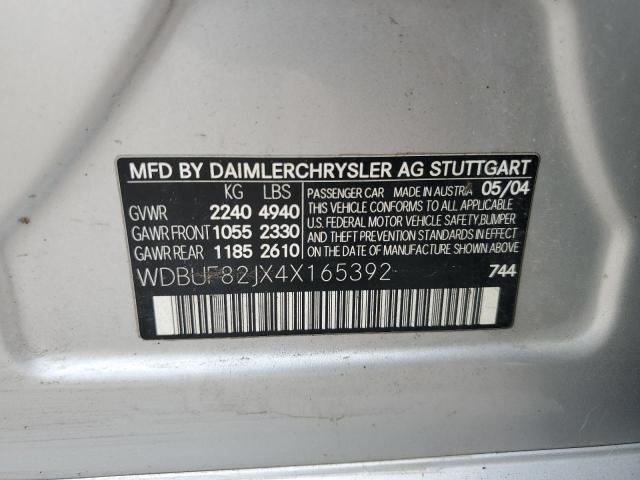 MFD BY DAIMLERCHRYSLER AG STUTTGART
KG LBS
GVWR 2240 4940
GAWR FRONT 1055 2330
GAWR REAR 1185 2610
PASSENGER CAR MADE IN AUSTRIA 05/04
THIS VEHICLE CONFORMS TO ALL APPLICABLE
U.S. FEDERAL MOTOR VEHICLE SAFETY, BUMPER
AND THEFT PREVENTION STANDARDS IN EFFECT
ON THE DATE OF MANUFACTURE SHOWN ABOVE.
WDBUF82JX4X165392 744